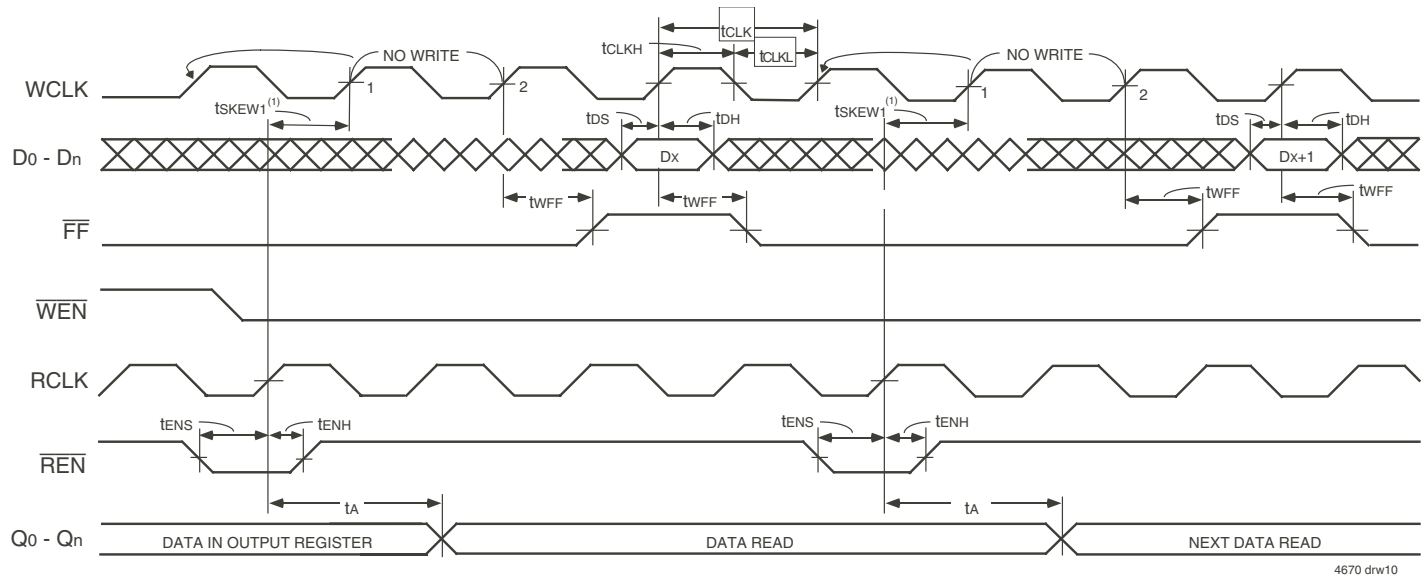 tCLK
tCLKH
tCLKL
NO WRITE
NO WRITE
WCLK
1
2
1
2
tSKEW1(1)
tSKEW1(1)
tDS
tDH
tDS
tDH
D0 - Dn
DX
DX+1
tWFF
tWFF
tWFF
tWFF
FF
WEN
RCLK
tENS
tENH
tENS
tENH
REN
tA
tA
Q0 - Qn
DATA IN OUTPUT REGISTER
DATA READ
NEXT DATA READ
4670 drw10